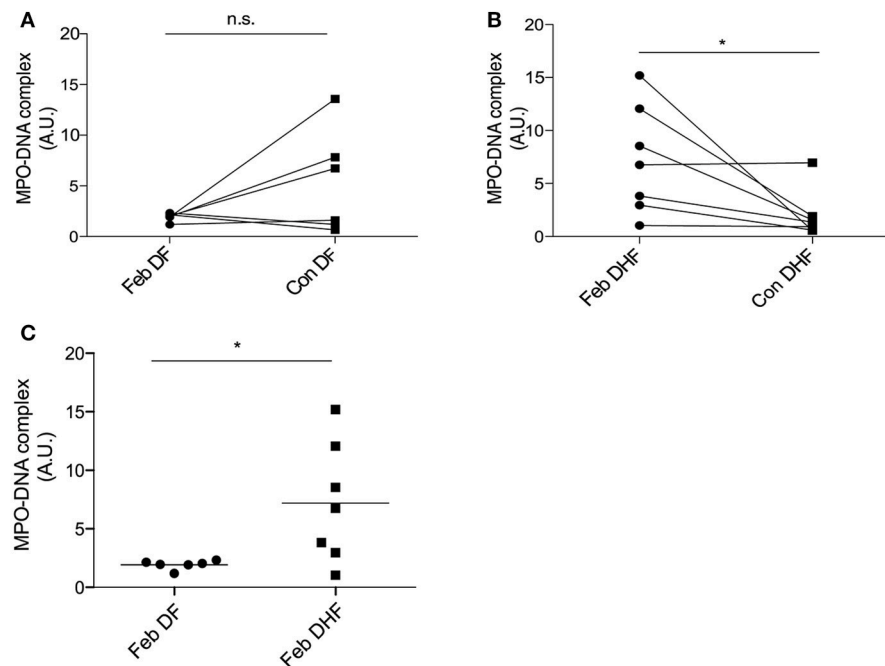 A
n.s.
20
15
10
5
0
MPO-DNA complex
(A.U.)
Feb DF
Con DF
B
*
20
15
10
5
0
MPO-DNA complex
(A.U.)
Feb DHF
Con DHF
C
*
20
15
10
5
0
MPO-DNA complex
(A.U.)
Feb DF
Feb DHF